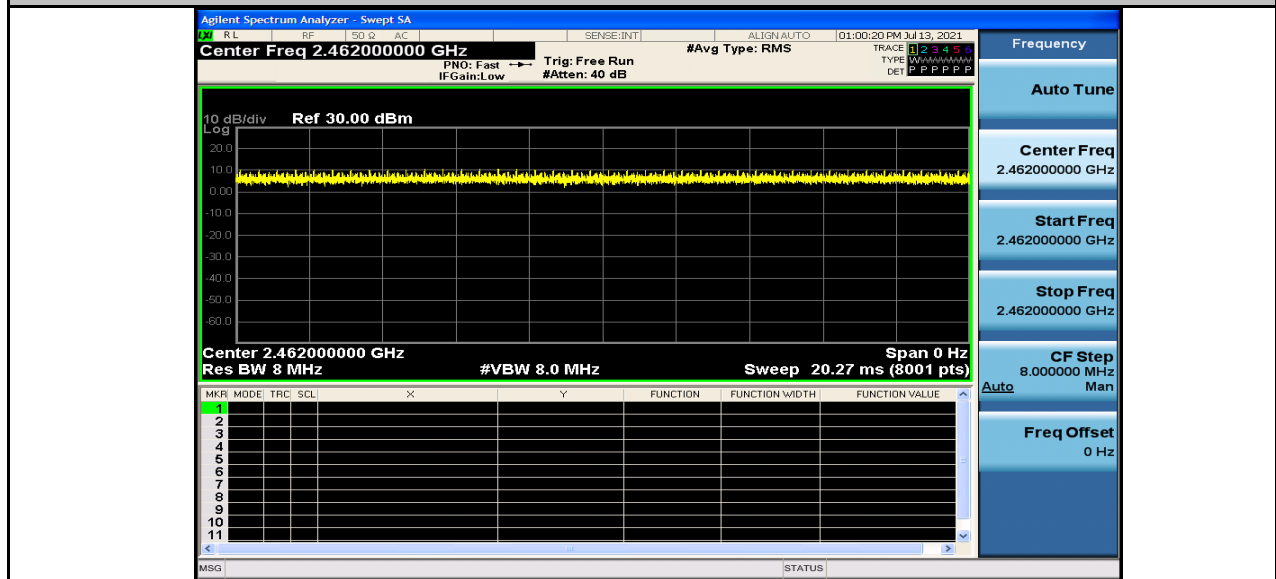 Agilent Spectrum Analyzer - Swept SA
LXI RL RF 50 Ω AC SENSE:INT ALIGN AUTO 01:00:20 PM Jul 13, 2021
Center Freq 2.462000000 GHz #Avg Type: RMS TRACE 1 2 3 4 5 6
PNO: Fast Trig: Free Run TYPE WWWWWW
IFGain:Low #Atten: 40 dB DET P P P P P P
10 dB/div Ref 30.00 dBm
Log
20.0
10.0
0.00
-10.0
-20.0
-30.0
-40.0
-50.0
-60.0
Center 2.462000000 GHz Span 0 Hz
Res BW 8 MHz #VBW 8.0 MHz Sweep 20.27 ms (8001 pts)
MKR MODE TRC SCL X Y FUNCTION FUNCTION WIDTH FUNCTION VALUE
1
2
3
4
5
6
7
8
9
10
11
MSG STATUS
Frequency
Auto Tune
Center Freq
2.462000000 GHz
Start Freq
2.462000000 GHz
Stop Freq
2.462000000 GHz
CF Step
8.000000 MHz
Auto Man
Freq Offset
0 Hz